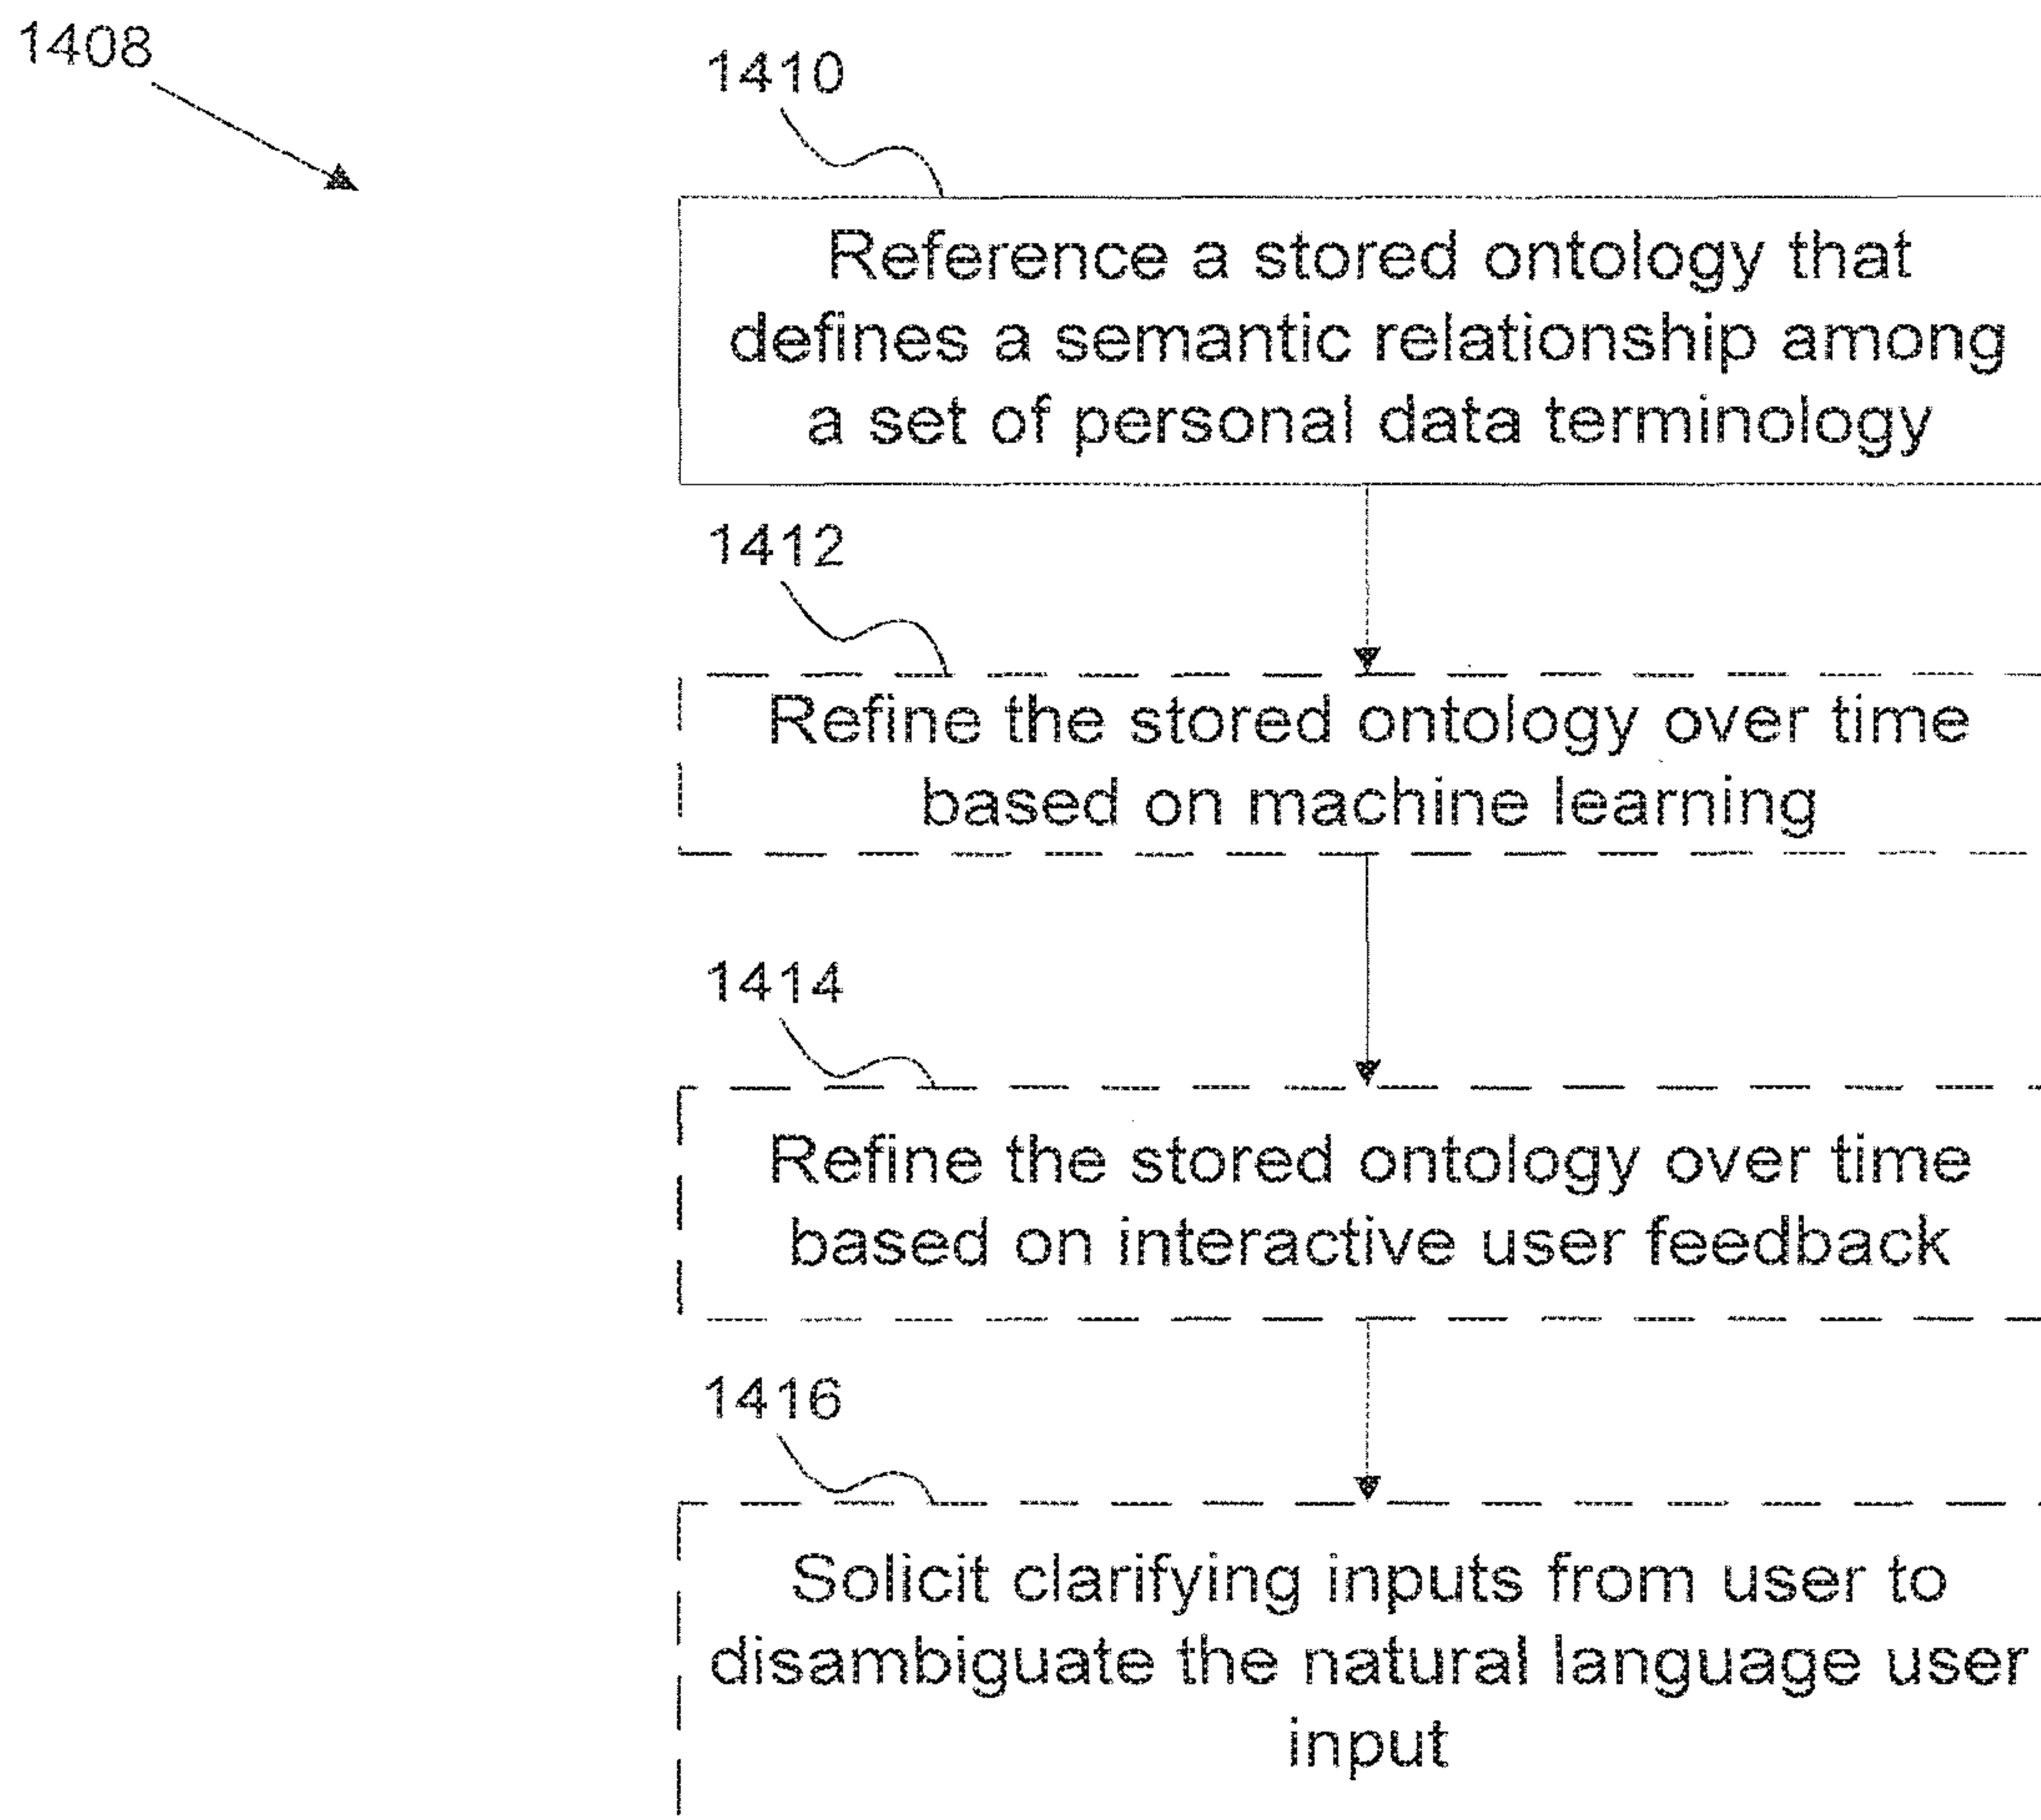 1408
1410
Reference a stored ontology that
defines a semantic relationship among
a set of personal data terminology
1412
Refine the stored ontology over time
based on machine learning
1414
Refine the stored ontology over time
based on interactive user feedback
1416
Solicit clarifying inputs from user to
disambiguate the natural language user
input